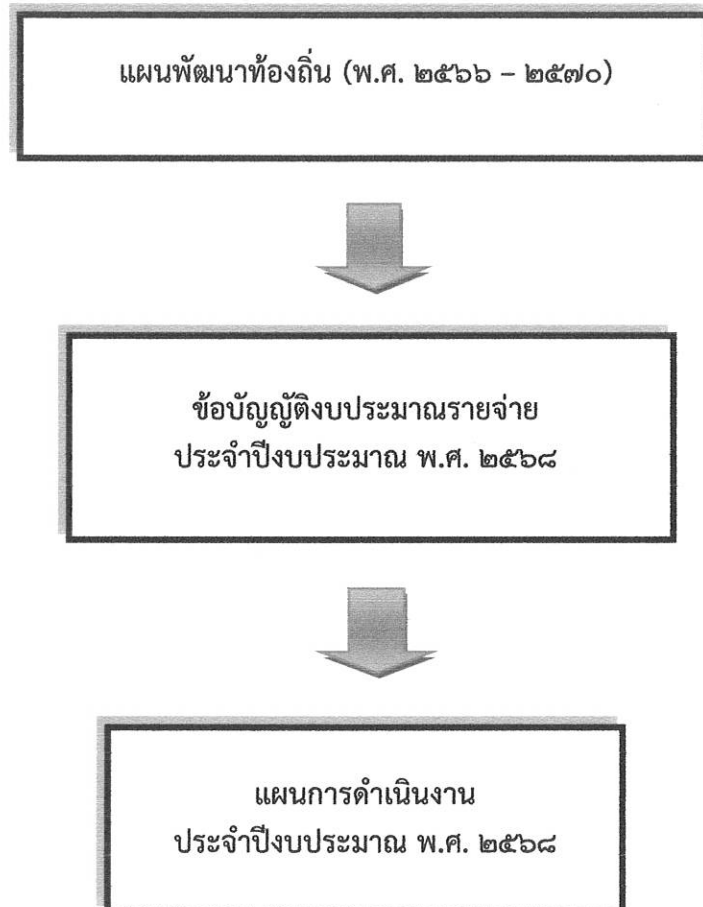 แผนพัฒนาท้องถิ่น (พ.ศ. ๒๕๖๖ – ๒๕๗๐)
ข้อบัญญัติงบประมาณรายจ่าย
ประจำปีงบประมาณ พ.ศ. ๒๕๖๘
แผนการดำเนินงาน
ประจำปีงบประมาณ พ.ศ. ๒๕๖๘